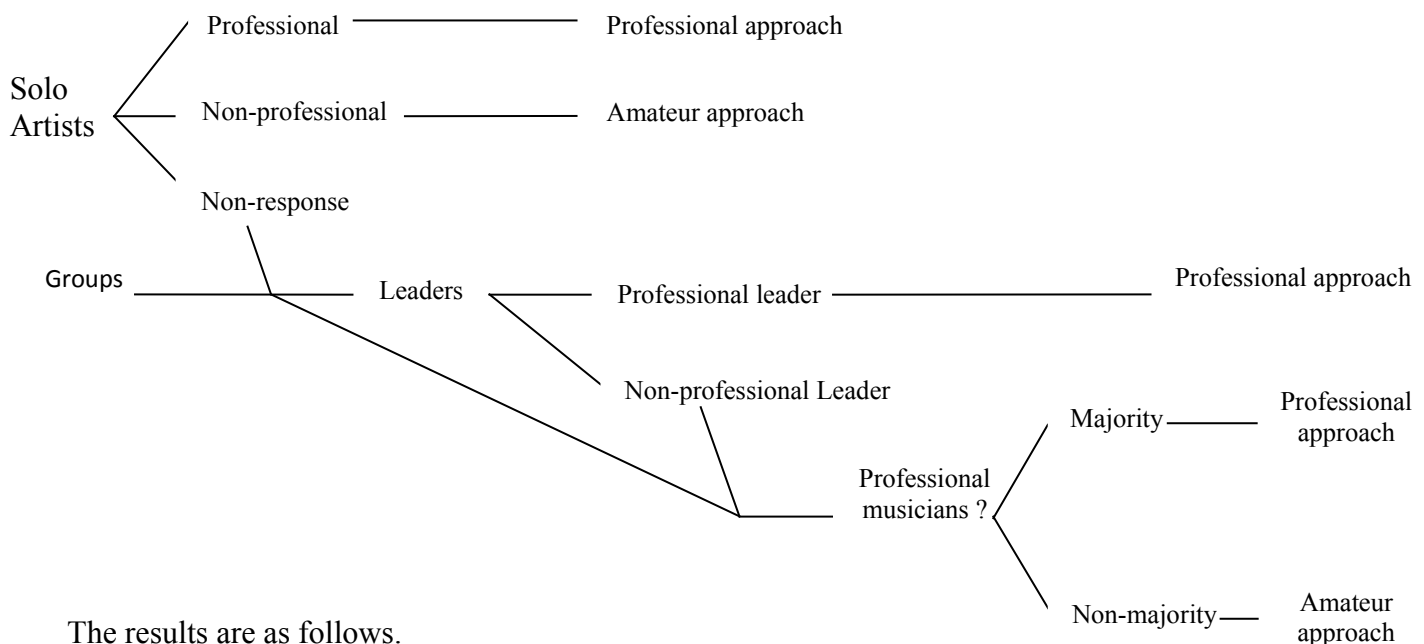 Professional
Professional approach
Solo
Artists
Non-professional
Amateur approach
Non-response
Groups
Leaders
Professional leader
Professional approach
Non-professional Leader
Majority
Professional
approach
Professional
musicians ?
Non-majority
Amateur
approach
The results are as follows.